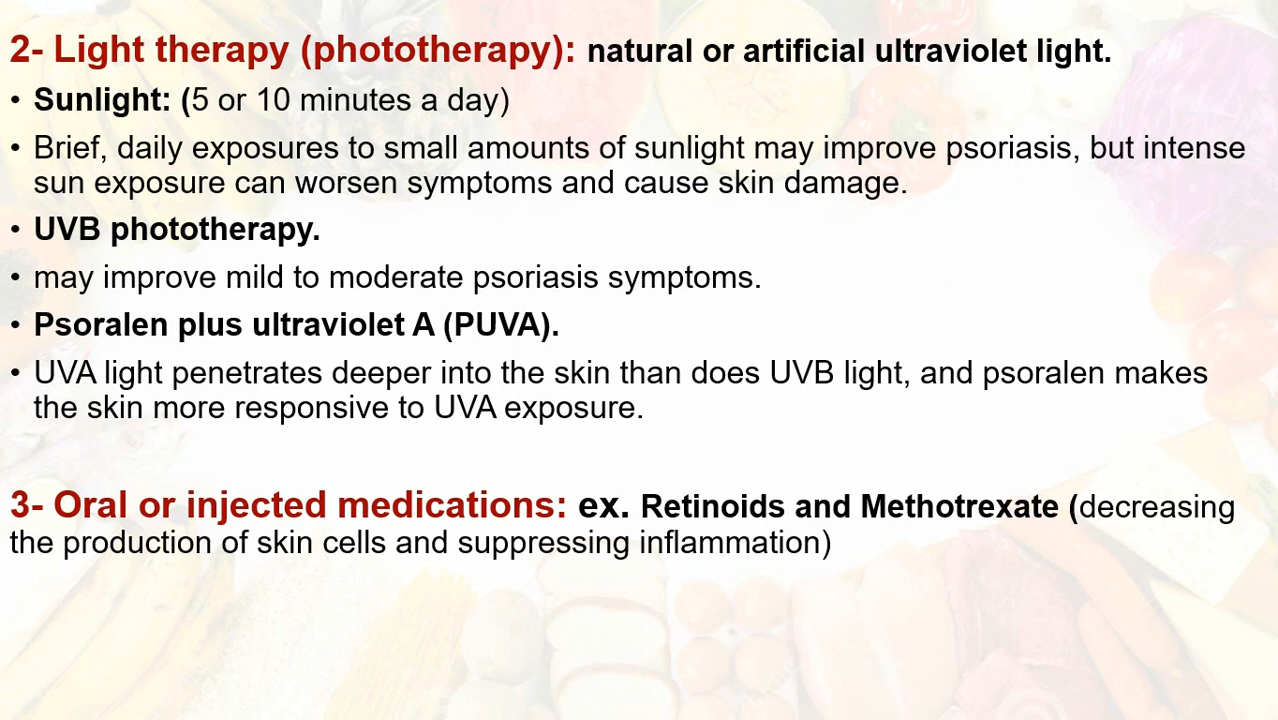 2- Light therapy (phototherapy): natural or artificial ultraviolet light.
• Sunlight: (5 or 10 minutes a day)
• Brief, daily exposures to small amounts of sunlight may improve psoriasis, but intense
sun exposure can worsen symptoms and cause skin damage.
• UVB phototherapy.
• may improve mild to moderate psoriasis symptoms.
• Psoralen plus ultraviolet A (PUVA).
• UVA light penetrates deeper into the skin than does UVB light, and psoralen makes
the skin more responsive to UVA exposure.
3- Oral or injected medications: ex. Retinoids and Methotrexate (decreasing
the production of skin cells and suppressing inflammation)